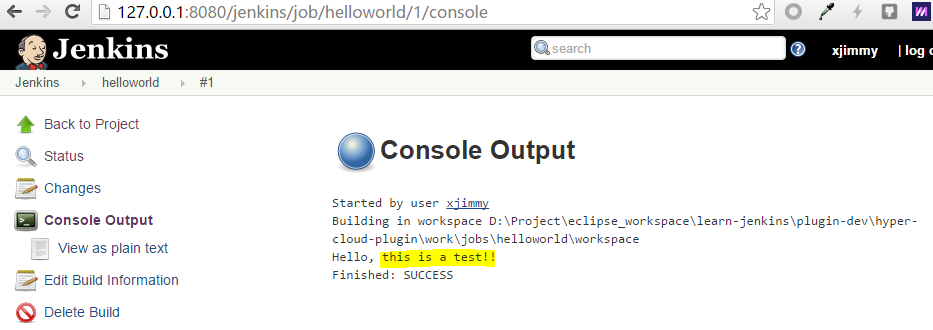 127.0.0.1:8080/jenkins/job/helloworld/1/console
Jenkins
search
?
xjimmy
| log
Jenkins
helloworld
#1
Back to Project
Status
Changes
Console Output
View as plain text
Edit Build Information
Delete Build
Console Output
Started by user xjimmy
Building in workspace D:\Project\eclipse_workspace\learn-jenkins\plugin-dev\hyper-
cloud-plugin\work\jobs\helloworld\workspace
Hello, this is a test!!
Finished: SUCCESS